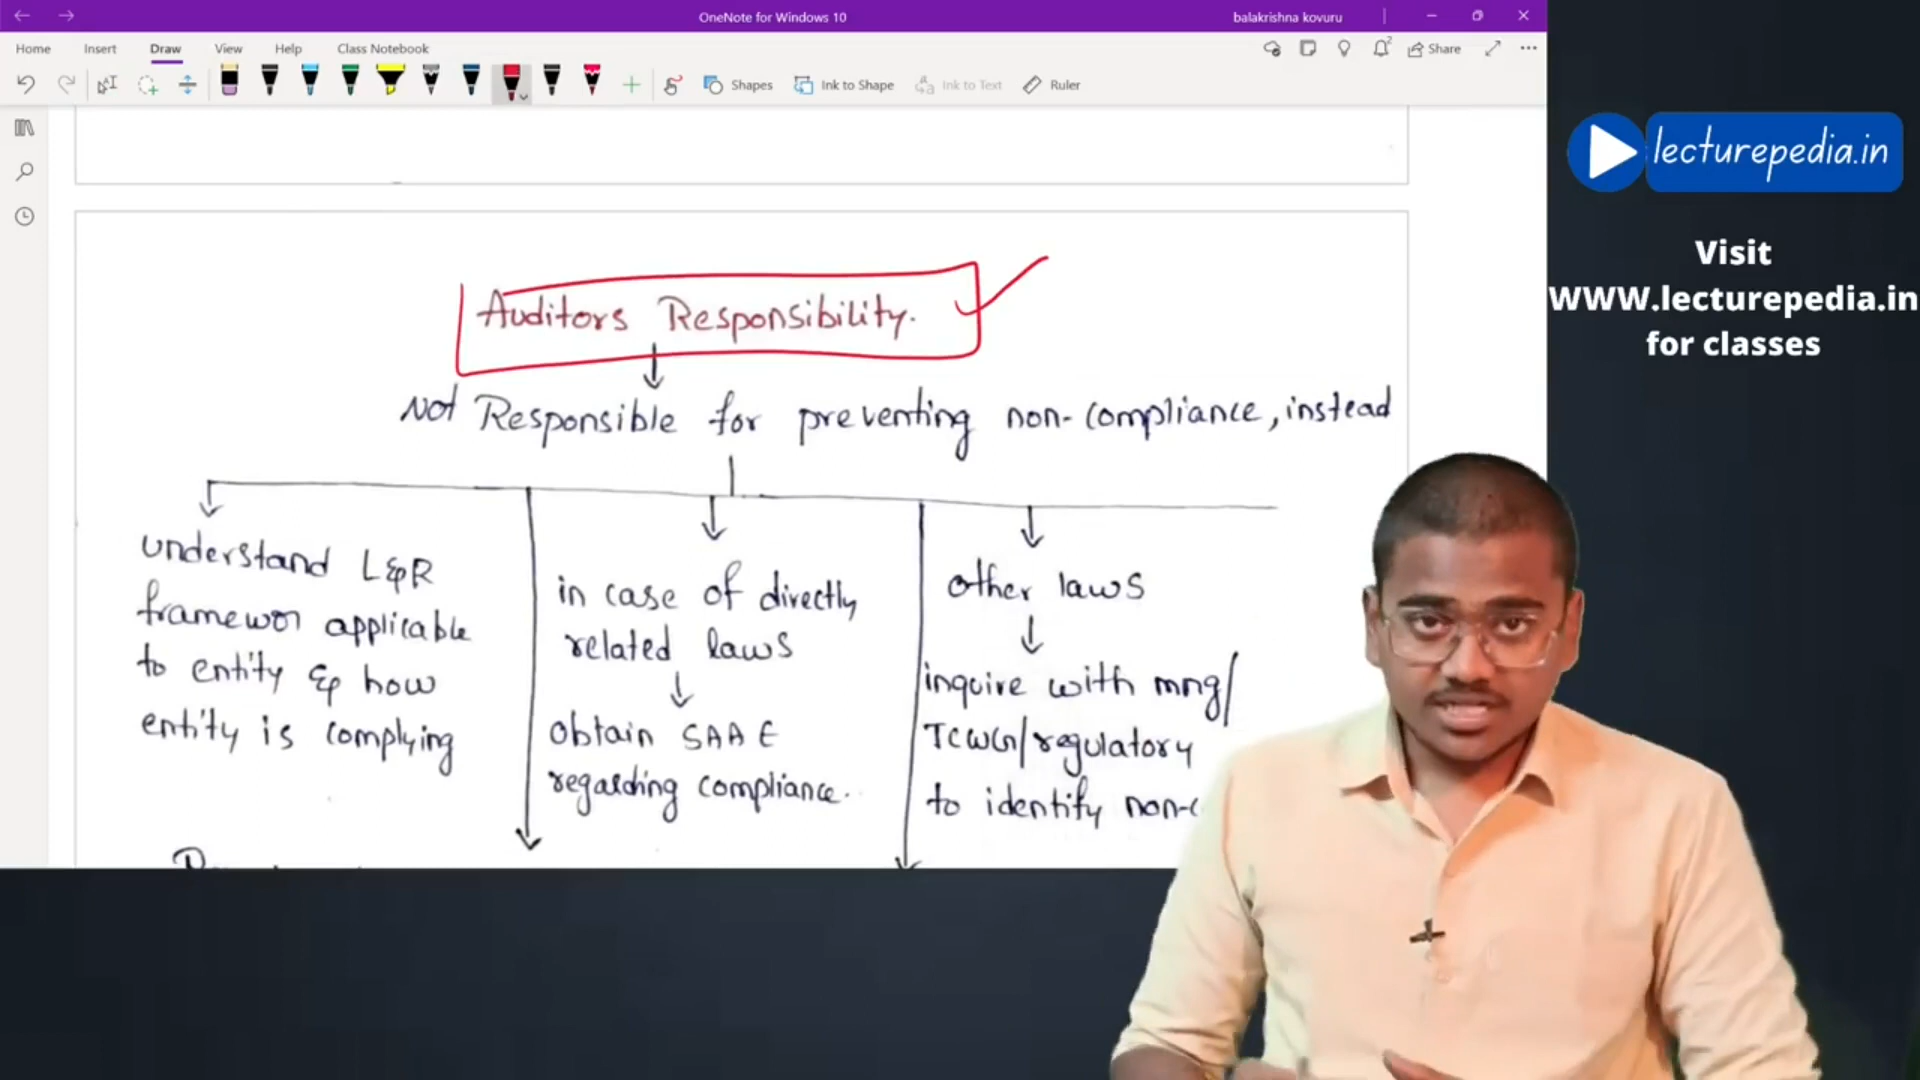 OneNote for Windows 10
balakrishna kovuru
Home Insert Draw View Help Class Notebook
Share
Shapes Ink to Shape Ink to Text Ruler
lecturepedia.in
Visit
WWW.lecturepedia.in
for classes
Auditors Responsibility.
Not Responsible for preventing non-compliance, instead
understand L&R
framewor applicable
to entity & how
entity is complying
in case of directly
related laws
obtain SAAE
regarding compliance.
other laws
inquire with mng/
TCWG/regulatory
to identify non-c